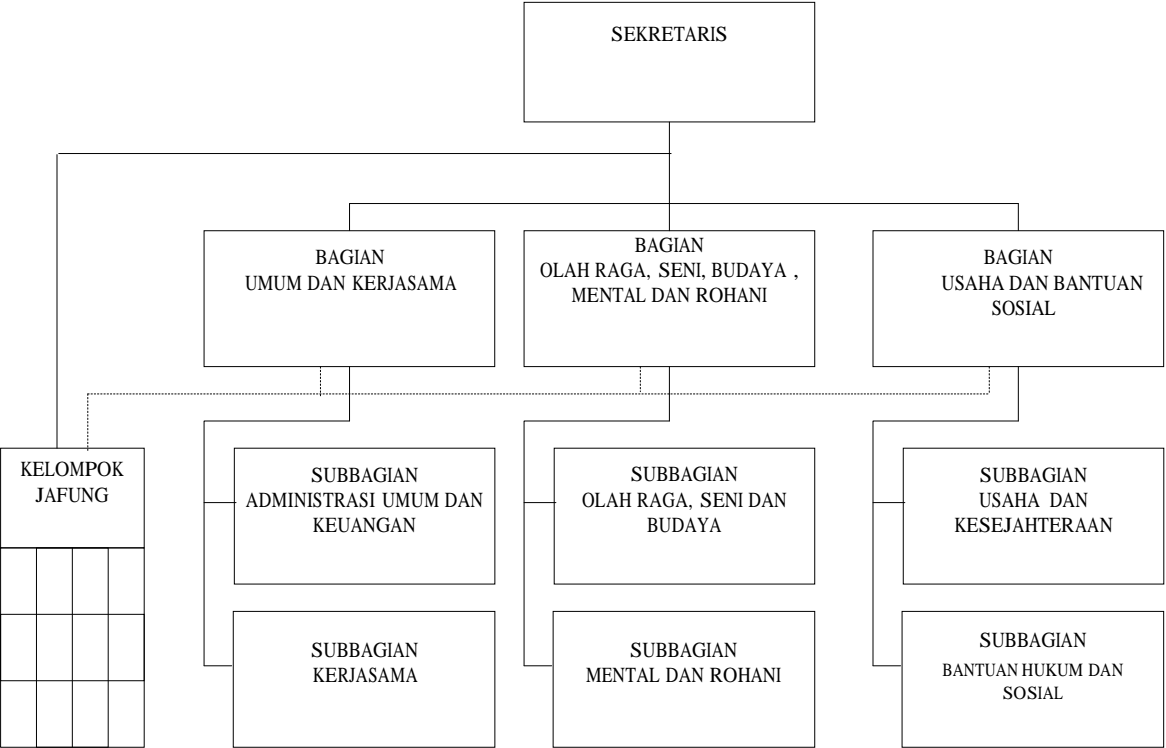 SEKRETARIS
BAGIAN
UMUM DAN KERJASAMA
BAGIAN
OLAH RAGA, SENI, BUDAYA ,
MENTAL DAN ROHANI
BAGIAN
USAHA DAN BANTUAN
SOSIAL
KELOMPOK
JAFUNG
SUBBAGIAN
ADMINISTRASI UMUM DAN
KEUANGAN
SUBBAGIAN
OLAH RAGA, SENI DAN
BUDAYA
SUBBAGIAN
USAHA DAN
KESEJAHTERAAN
SUBBAGIAN
KERJASAMA
SUBBAGIAN
MENTAL DAN ROHANI
SUBBAGIAN
BANTUAN HUKUM DAN
SOSIAL